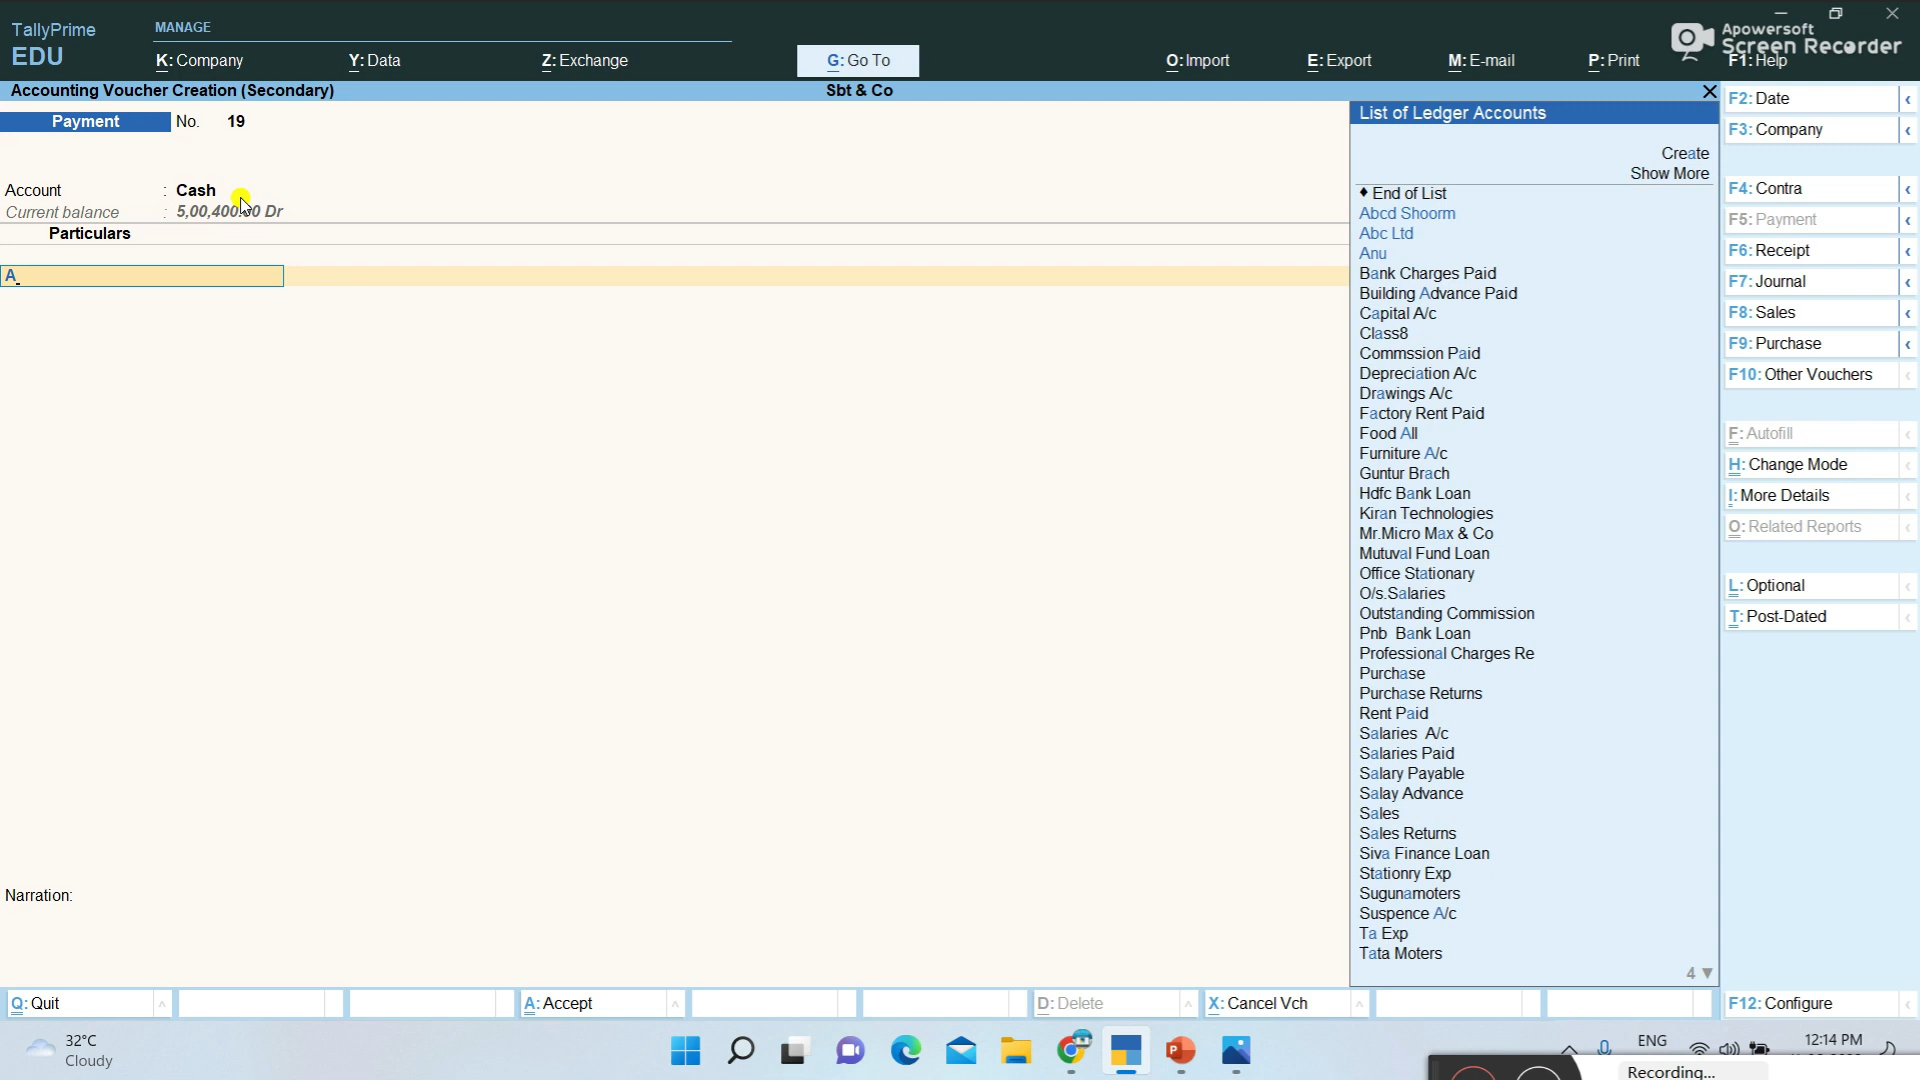 TallyPrime
EDU
MANAGE
K: Company
Y: Data
Z: Exchange
G: Go To
O: Import
E: Export
M: E-mail
P: Print
F1: Help
Apowersoft
Screen Recorder
Accounting Voucher Creation (Secondary)
Sbt & Co
Payment No. 19
Account : Cash
Current balance : 5,00,400.00 Dr
Particulars
A
Narration:
List of Ledger Accounts
Create
Show More
♦ End of List
Abcd Shoorm
Abc Ltd
Anu
Bank Charges Paid
Building Advance Paid
Capital A/c
Class8
Commssion Paid
Depreciation A/c
Drawings A/c
Factory Rent Paid
Food All
Furniture A/c
Guntur Brach
Hdfc Bank Loan
Kiran Technologies
Mr.Micro Max & Co
Mutuval Fund Loan
Office Stationary
O/s.Salaries
Outstanding Commission
Pnb Bank Loan
Professional Charges Re
Purchase
Purchase Returns
Rent Paid
Salaries A/c
Salaries Paid
Salary Payable
Salay Advance
Sales
Sales Returns
Siva Finance Loan
Stationry Exp
Sugunamoters
Suspence A/c
Ta Exp
Tata Moters
4 ▼
F2: Date
F3: Company
F4: Contra
F5: Payment
F6: Receipt
F7: Journal
F8: Sales
F9: Purchase
F10: Other Vouchers
F: Autofill
H: Change Mode
I: More Details
O: Related Reports
L: Optional
T: Post-Dated
F12: Configure
Q: Quit
A: Accept
D: Delete
X: Cancel Vch
32°C
Cloudy
ENG
12:14 PM
Recording...